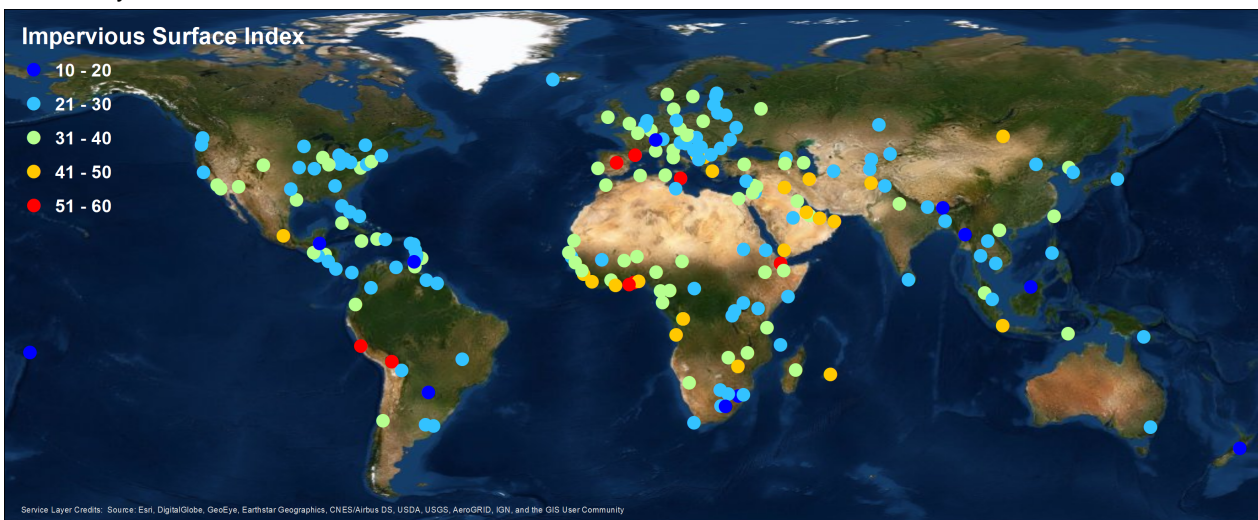 Impervious Surface Index
10 - 20
21 - 30
31 - 40
41 - 50
51 - 60
Service Layer Credits: Source: Esri, DigitalGlobe, GeoEye, Earthstar Geographics, CNES/Airbus DS, USDA, USGS, AeroGRID, IGN, and the GIS User Community